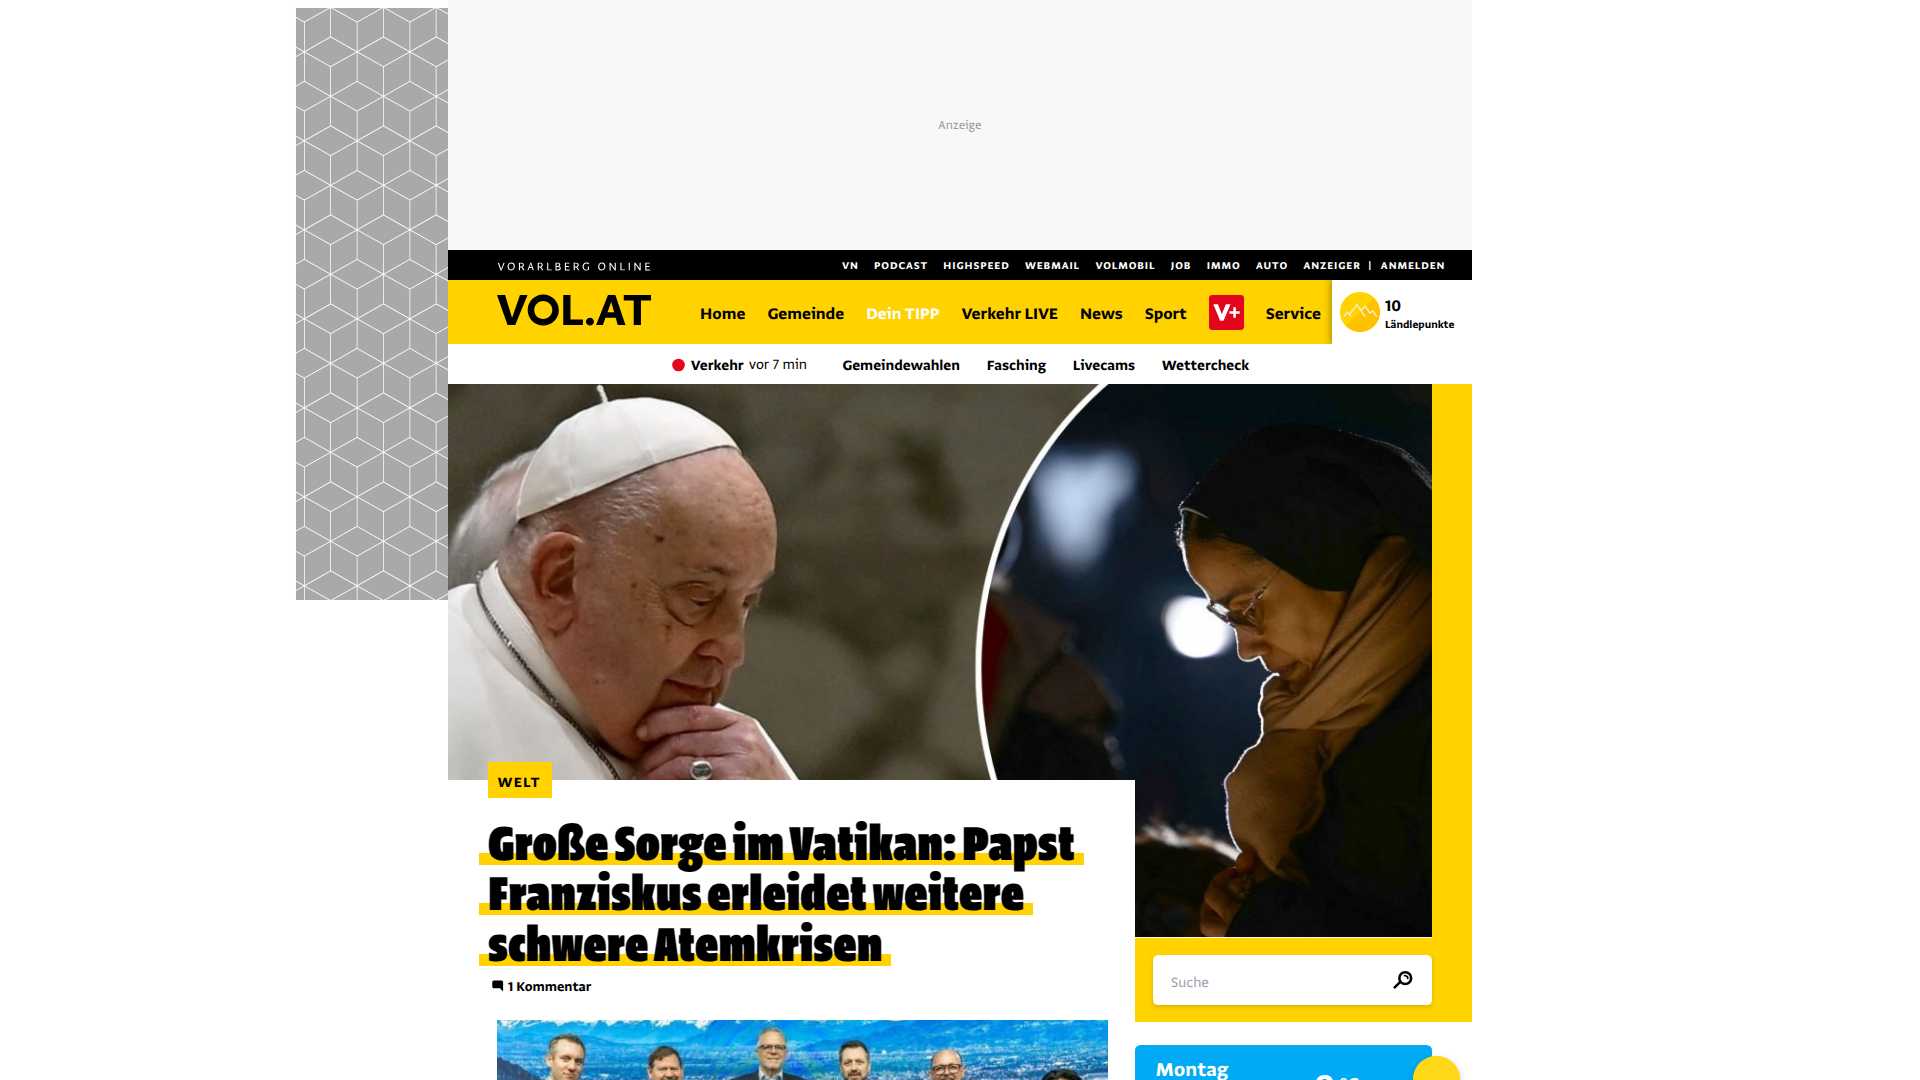 Anzeige
VORARLBERG ONLINE
VN PODCAST HIGHSPEED WEBMAIL VOLMOBIL JOB IMMO AUTO ANZEIGER | ANMELDEN
VOL.AT
Home Gemeinde Dein TIPP Verkehr LIVE News Sport V+ Service
10
Ländlepunkte
Verkehr vor 7 min Gemeindewahlen Fasching Livecams Wettercheck
WELT
Große Sorge im Vatikan: Papst
Franziskus erleidet weitere
schwere Atemkrisen
1 Kommentar
Suche
Montag